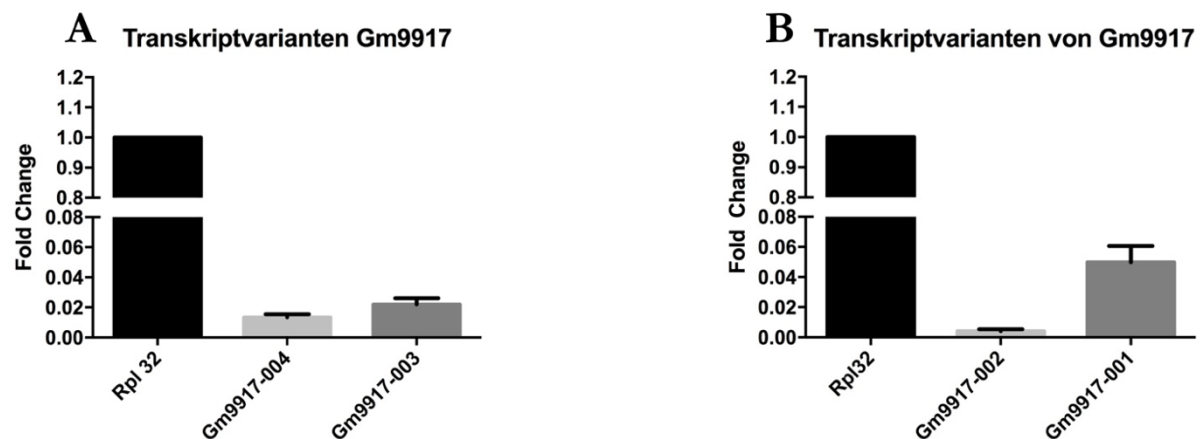 A
Transkriptvarianten Gm9917
Fold Change
1.2
1.1
1.0
0.9
0.8
0.08
0.06
0.04
0.02
0.00
Rpl 32
Gm9917-004
Gm9917-003
B
Transkriptvarianten von Gm9917
Fold Change
1.2
1.1
1.0
0.9
0.8
0.08
0.06
0.04
0.02
0.00
Rpl32
Gm9917-002
Gm9917-001